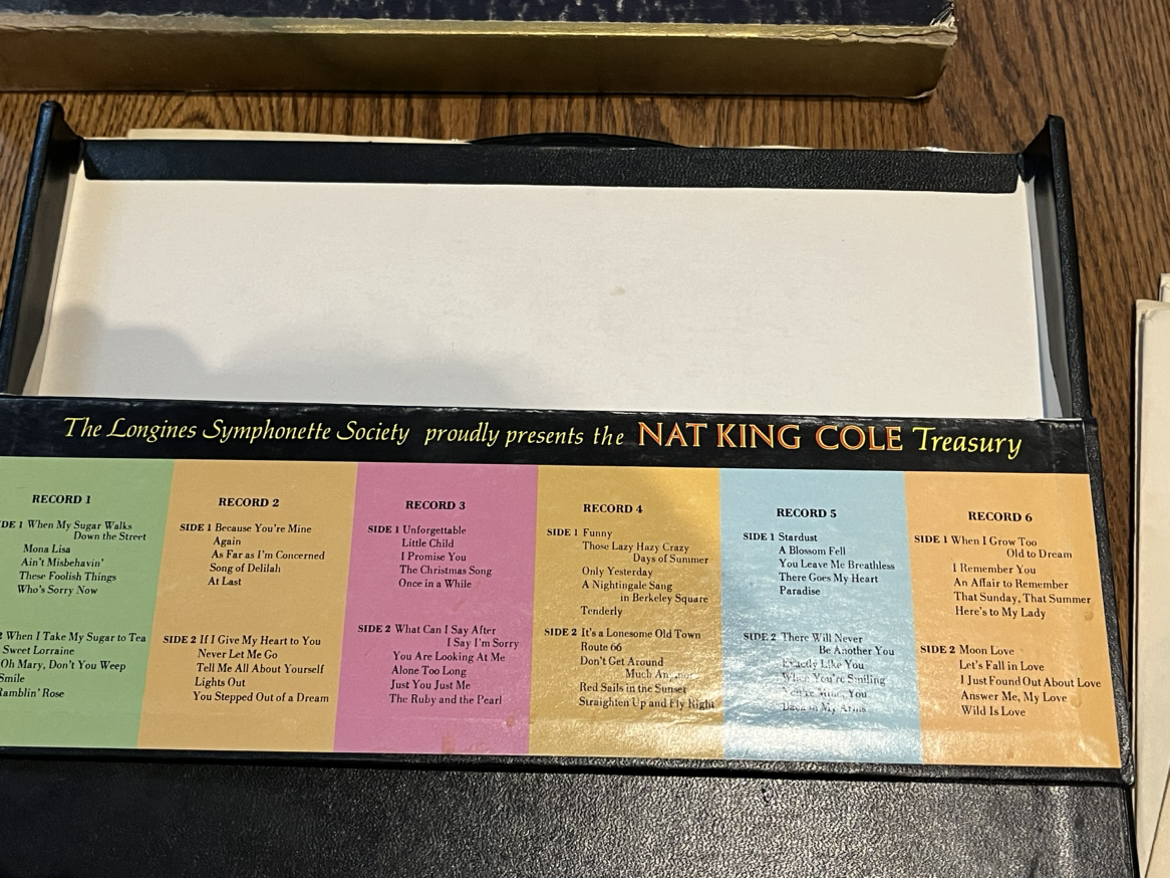 The Longines Symphonette Society proudly presents the NAT KING COLE Treasury
RECORD 1
DE 1 When My Sugar Walks
Down the Street
Mona Lisa
Ain't Misbehavin'
These Foolish Things
Who's Sorry Now
2 When I Take My Sugar to Tea
Sweet Lorraine
Oh Mary, Don't You Weep
Smile
Ramblin' Rose
RECORD 2
SIDE 1 Because You're Mine
Again
As Far as I'm Concerned
Song of Delilah
At Last
SIDE 2 If I Give My Heart to You
Never Let Me Go
Tell Me All About Yourself
Lights Out
You Stepped Out of a Dream
RECORD 3
SIDE 1 Unforgettable
Little Child
I Promise You
The Christmas Song
Once in a While
SIDE 2 What Can I Say After
I Say I'm Sorry
You Are Looking At Me
Alone Too Long
Just You Just Me
The Ruby and the Pearl
RECORD 4
SIDE 1 Funny
Those Lazy Hazy Crazy
Days of Summer
Only Yesterday
A Nightingale Sang
in Berkeley Square
Tenderly
SIDE 2 It's a Lonesome Old Town
Route 66
Don't Get Around
Much
Red Sails in the Sunset
Straighten Up and Fly Right
RECORD 5
SIDE 1 Stardust
A Blossom Fell
You Leave Me Breathless
There Goes My Heart
Paradise
SIDE 2 There Will Never
Be Another You
Exactly Like You
When You're Smiling
You
Back in My Arms
RECORD 6
SIDE 1 When I Grow Too
Old to Dream
I Remember You
An Affair to Remember
That Sunday, That Summer
Here's to My Lady
SIDE 2 Moon Love
Let's Fall in Love
I Just Found Out About Love
Answer Me, My Love
Wild Is Love